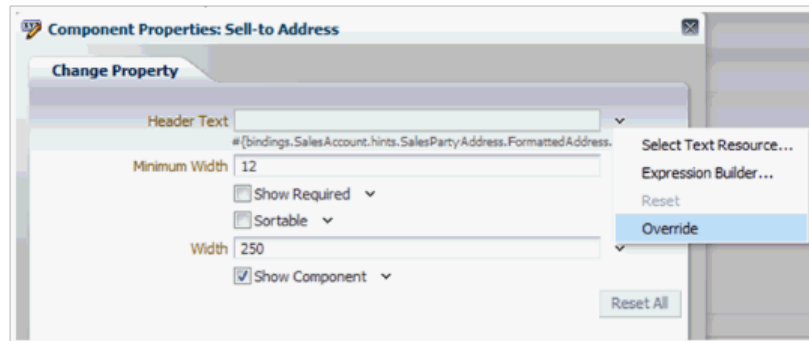 Component Properties: Sell-to Address
Change Property
Header Text
#{bindings.SalesAccount.hints.SalesPartyAddress.FormattedAddress.
Select Text Resource...
Minimum Width 12
Expression Builder...
Show Required
Reset
Sortable
Override
Width 250
Show Component
Reset All